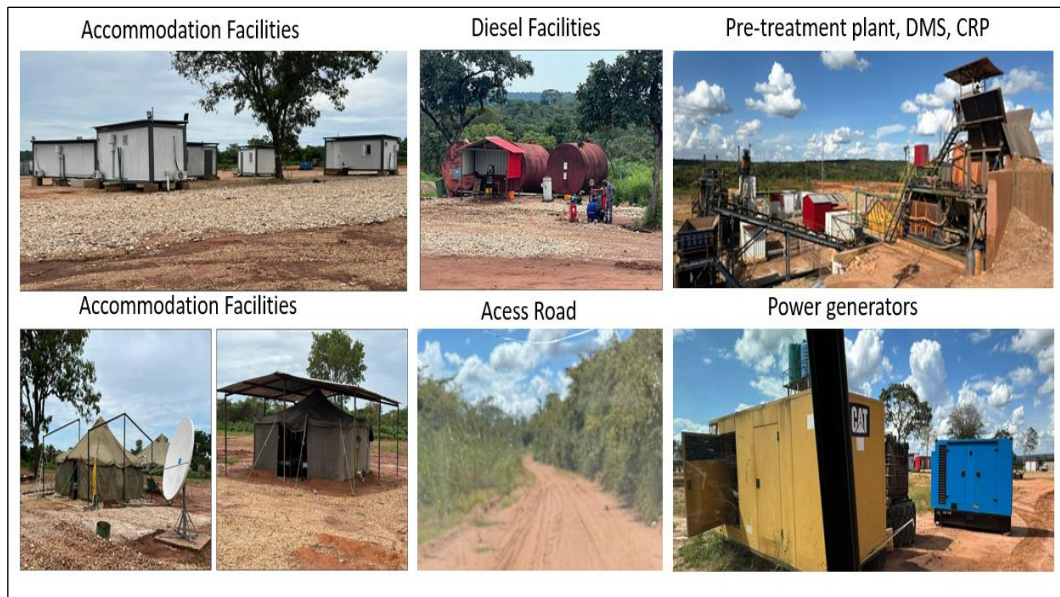 Accommodation Facilities
Diesel Facilities
Pre-treatment plant, DMS, CRP
Accommodation Facilities
Acess Road
Power generators
CAT